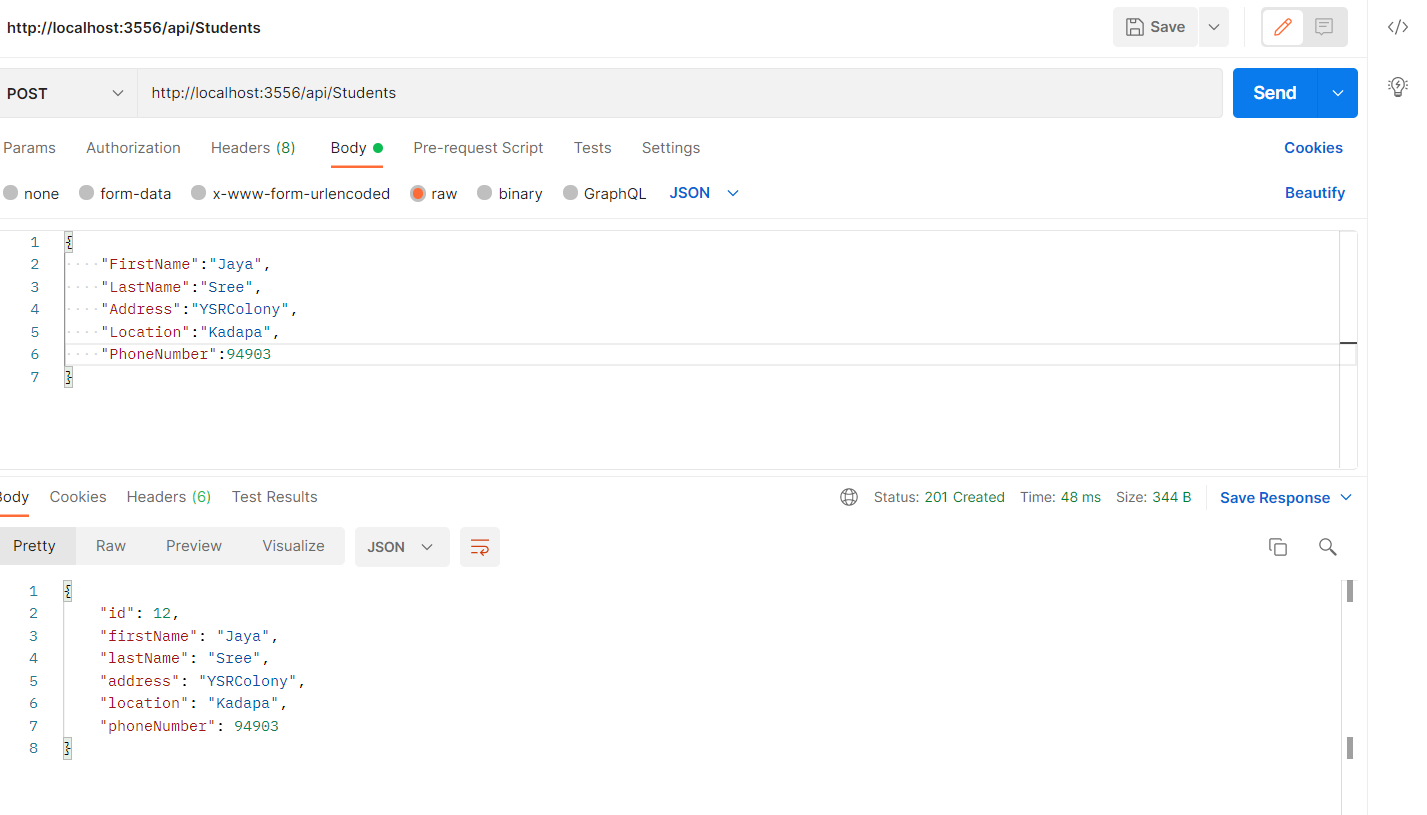 http://localhost:3556/api/Students Save
POST http://localhost:3556/api/Students Send
Params Authorization Headers (8) Body Pre-request Script Tests Settings Cookies
none form-data x-www-form-urlencoded raw binary GraphQL JSON Beautify
1 {
2 "FirstName":"Jaya",
3 "LastName":"Sree",
4 "Address":"YSRColony",
5 "Location":"Kadapa",
6 "PhoneNumber":94903
7 }
Body Cookies Headers (6) Test Results Status: 201 Created Time: 48 ms Size: 344 B Save Response
Pretty Raw Preview Visualize JSON
1 {
2 "id": 12,
3 "firstName": "Jaya",
4 "lastName": "Sree",
5 "address": "YSRColony",
6 "location": "Kadapa",
7 "phoneNumber": 94903
8 }